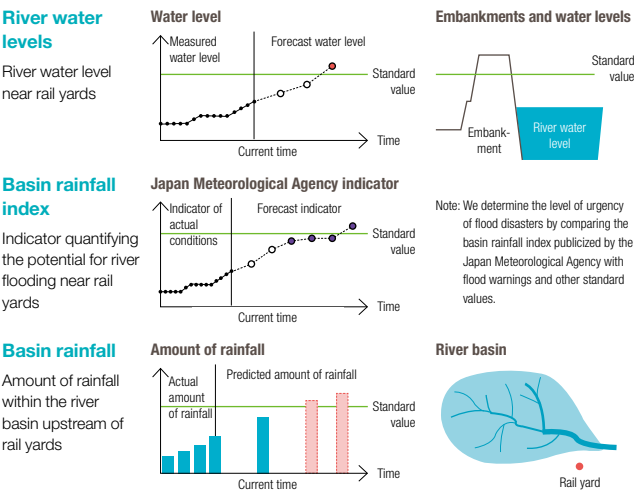 River water
levels
River water level
near rail yards
Water level
Measured
water level
Forecast water level
Standard
value
Time
Current time
Embankments and water levels
Standard
value
Embank-
ment
River water
level
Basin rainfall
index
Indicator quantifying
the potential for river
flooding near rail
yards
Japan Meteorological Agency indicator
Indicator of
actual
conditions
Forecast indicator
Standard
value
Time
Current time
Note: We determine the level of urgency
of flood disasters by comparing the
basin rainfall index publicized by the
Japan Meteorological Agency with
flood warnings and other standard
values.
Basin rainfall
Amount of rainfall
within the river
basin upstream of
rail yards
Amount of rainfall
Actual
amount
of rainfall
Predicted amount of rainfall
Standard
value
Time
Current time
River basin
Rail yard